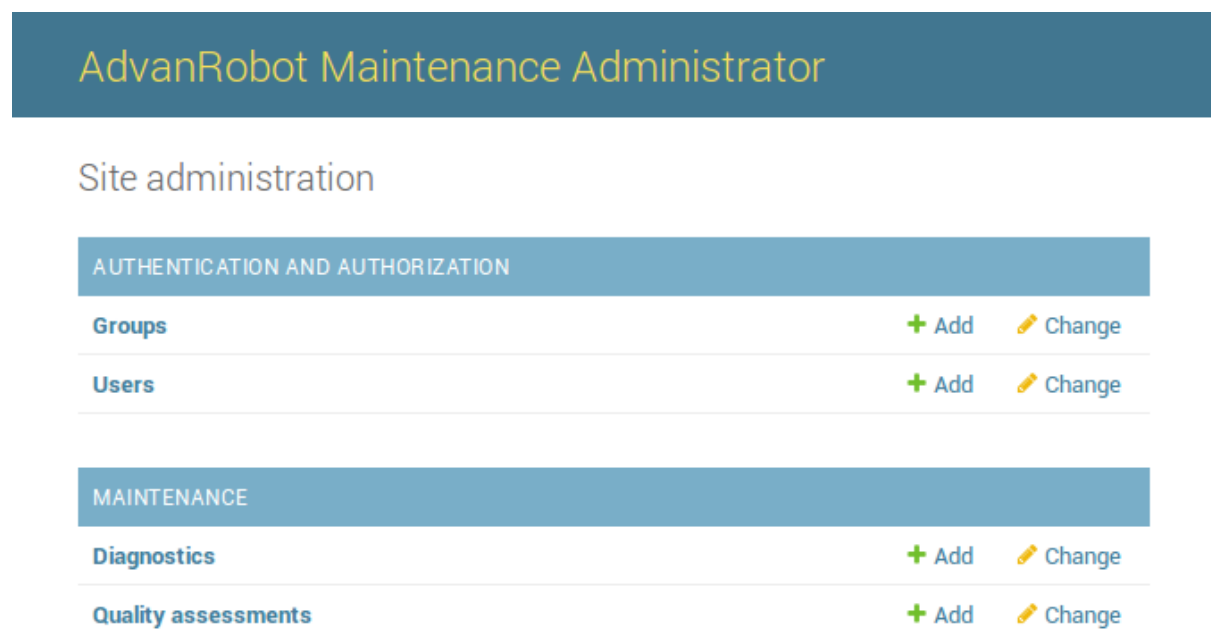 AdvanRobot Maintenance Administrator
Site administration
AUTHENTICATION AND AUTHORIZATION
Groups Add Change
Users Add Change
MAINTENANCE
Diagnostics Add Change
Quality assessments Add Change